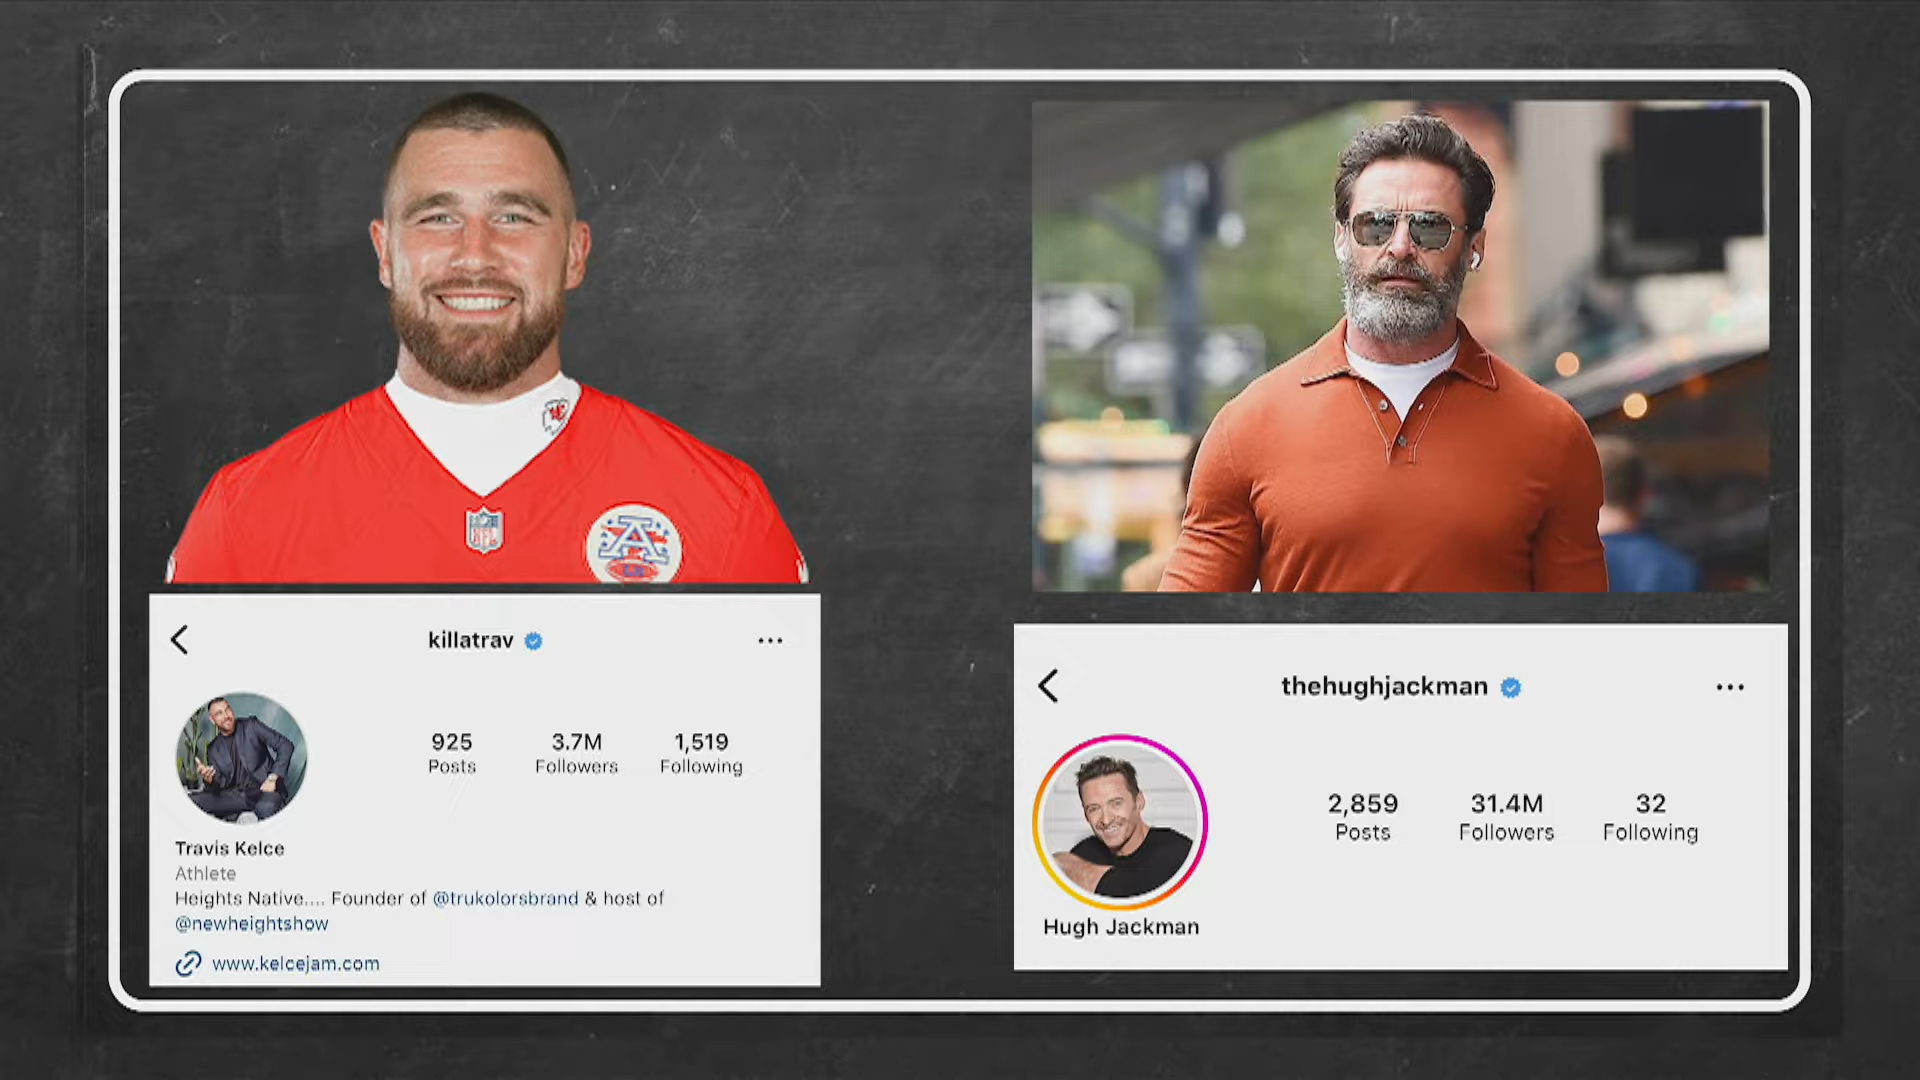 NFL
A
killatrav
925
3.7M
1,519
Posts
Followers
Following
Travis Kelce
Athlete
Heights Native.... Founder of @trukolorsbrand & host of
@newheightshow
www.kelcejam.com
thehughjackman
2,859
31.4M
32
Posts
Followers
Following
Hugh Jackman